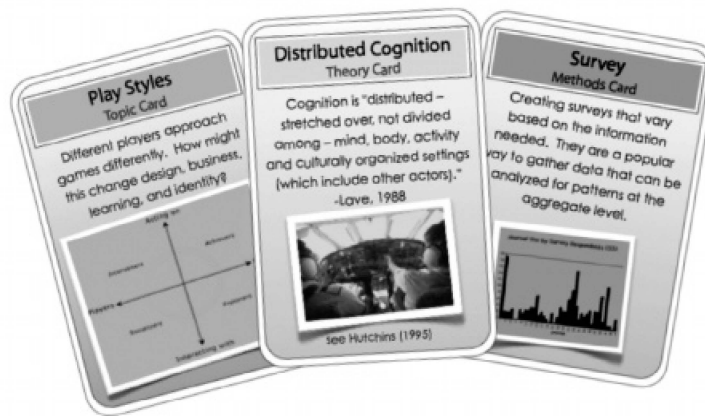 Play Styles
Topic Card
Different players approach
games differently. How might
this change design, business,
learning, and identity?
Acting on
Achievers
Players
Socializers
Interacting with
Distributed Cognition
Theory Card
Cognition is "distributed –
stretched over, not divided
among – mind, body, activity
and culturally organized settings
(which include other actors)."
-Lave, 1988
See Hutchins (1995)
Survey
Methods Card
Creating surveys that vary
based on the information
needed. They are a popular
way to gather data that can be
analyzed for patterns at the
aggregate level.